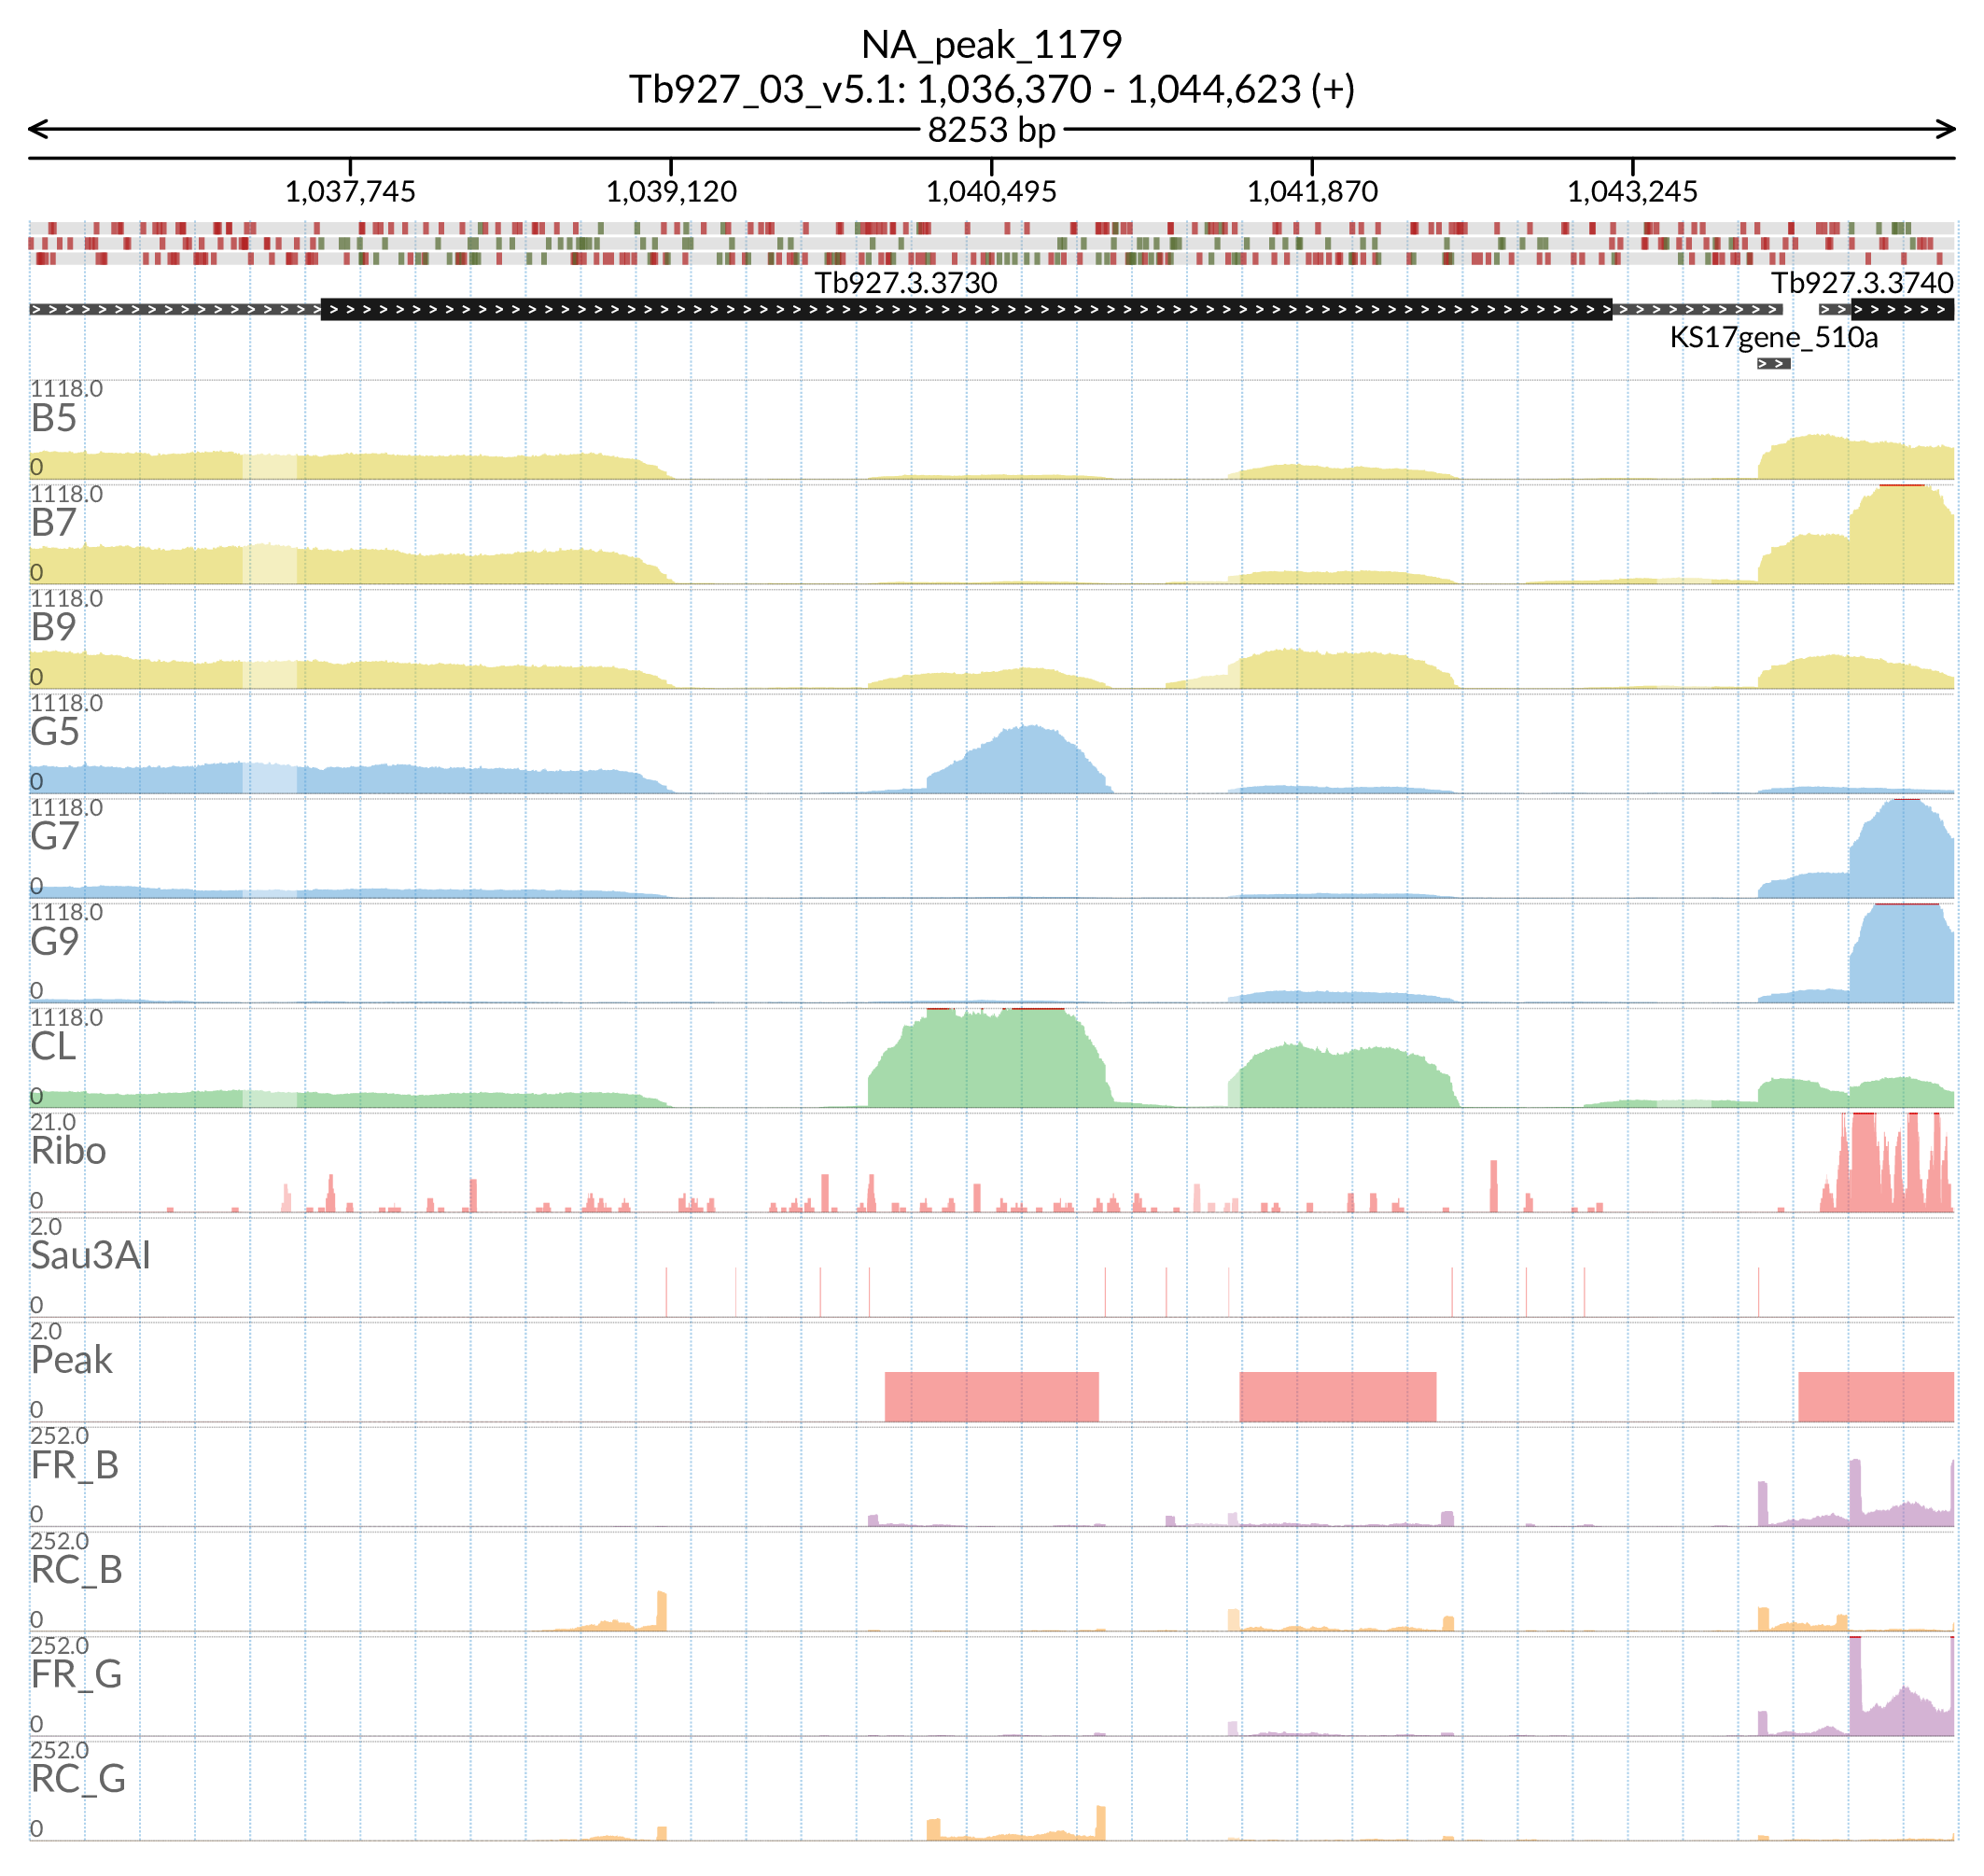 NA_peak_1179
Tb927_03_v5.1: 1,036,370 - 1,044,623 (+)
8253 bp
1,037,745 1,039,120 1,040,495 1,041,870 1,043,245
Tb927.3.3730 Tb927.3.3740
KS17gene_510a
1118.0
B5
0
1118.0
B7
0
1118.0
B9
0
1118.0
G5
0
1118.0
G7
0
1118.0
G9
0
1118.0
CL
0
21.0
Ribo
0
2.0
Sau3AI
0
2.0
Peak
0
252.0
FR_B
0
252.0
RC_B
0
252.0
FR_G
0
252.0
RC_G
0